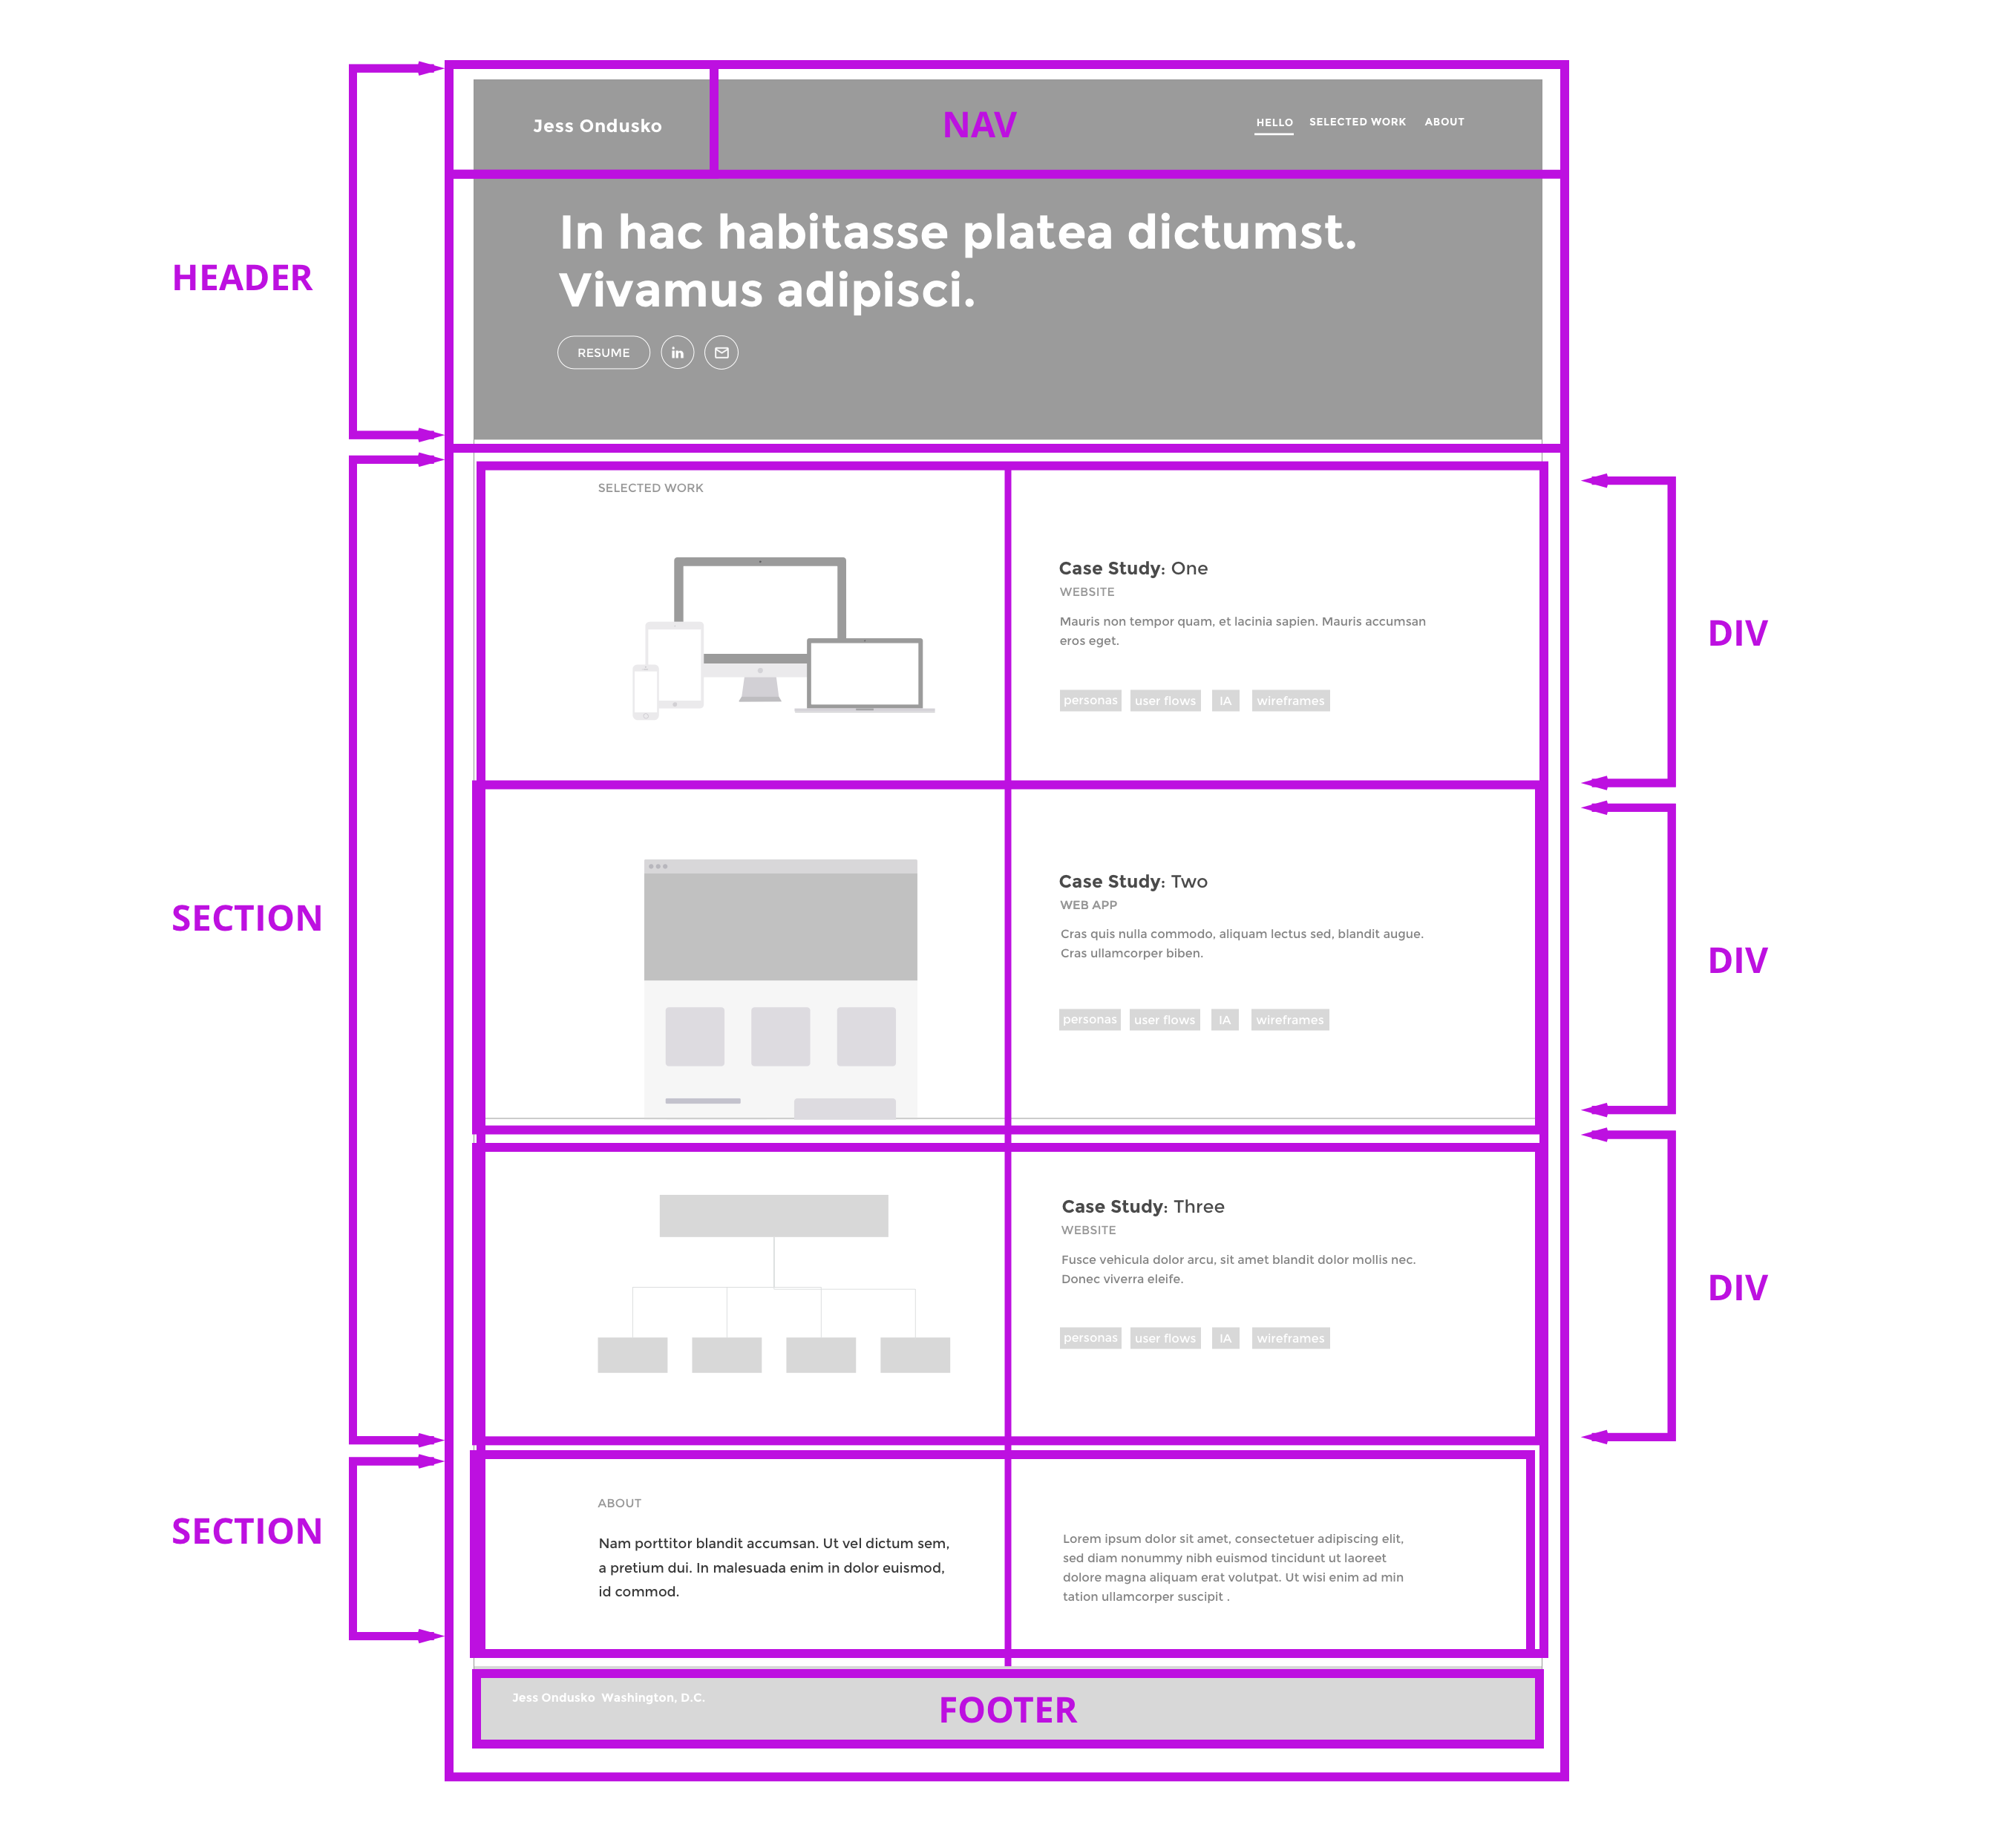 Jess Ondusko
NAV
HELLO SELECTED WORK ABOUT
HEADER
In hac habitasse platea dictumst.
Vivamus adipisci.
RESUME in
SELECTED WORK
Case Study: One
WEBSITE
Mauris non tempor quam, et lacinia sapien. Mauris accumsan
eros eget.
personas user flows IA wireframes
DIV
SECTION
Case Study: Two
WEB APP
Cras quis nulla commodo, aliquam lectus sed, blandit augue.
Cras ullamcorper biben.
personas user flows IA wireframes
DIV
Case Study: Three
WEBSITE
Fusce vehicula dolor arcu, sit amet blandit dolor mollis nec.
Donec viverra eleife.
personas user flows IA wireframes
DIV
SECTION
ABOUT
Nam porttitor blandit accumsan. Ut vel dictum sem,
a pretium dui. In malesuada enim in dolor euismod,
id commod.
Lorem ipsum dolor sit amet, consectetuer adipiscing elit,
sed diam nonummy nibh euismod tincidunt ut laoreet
dolore magna aliquam erat volutpat. Ut wisi enim ad min
tation ullamcorper suscipit .
Jess Ondusko Washington, D.C.
FOOTER